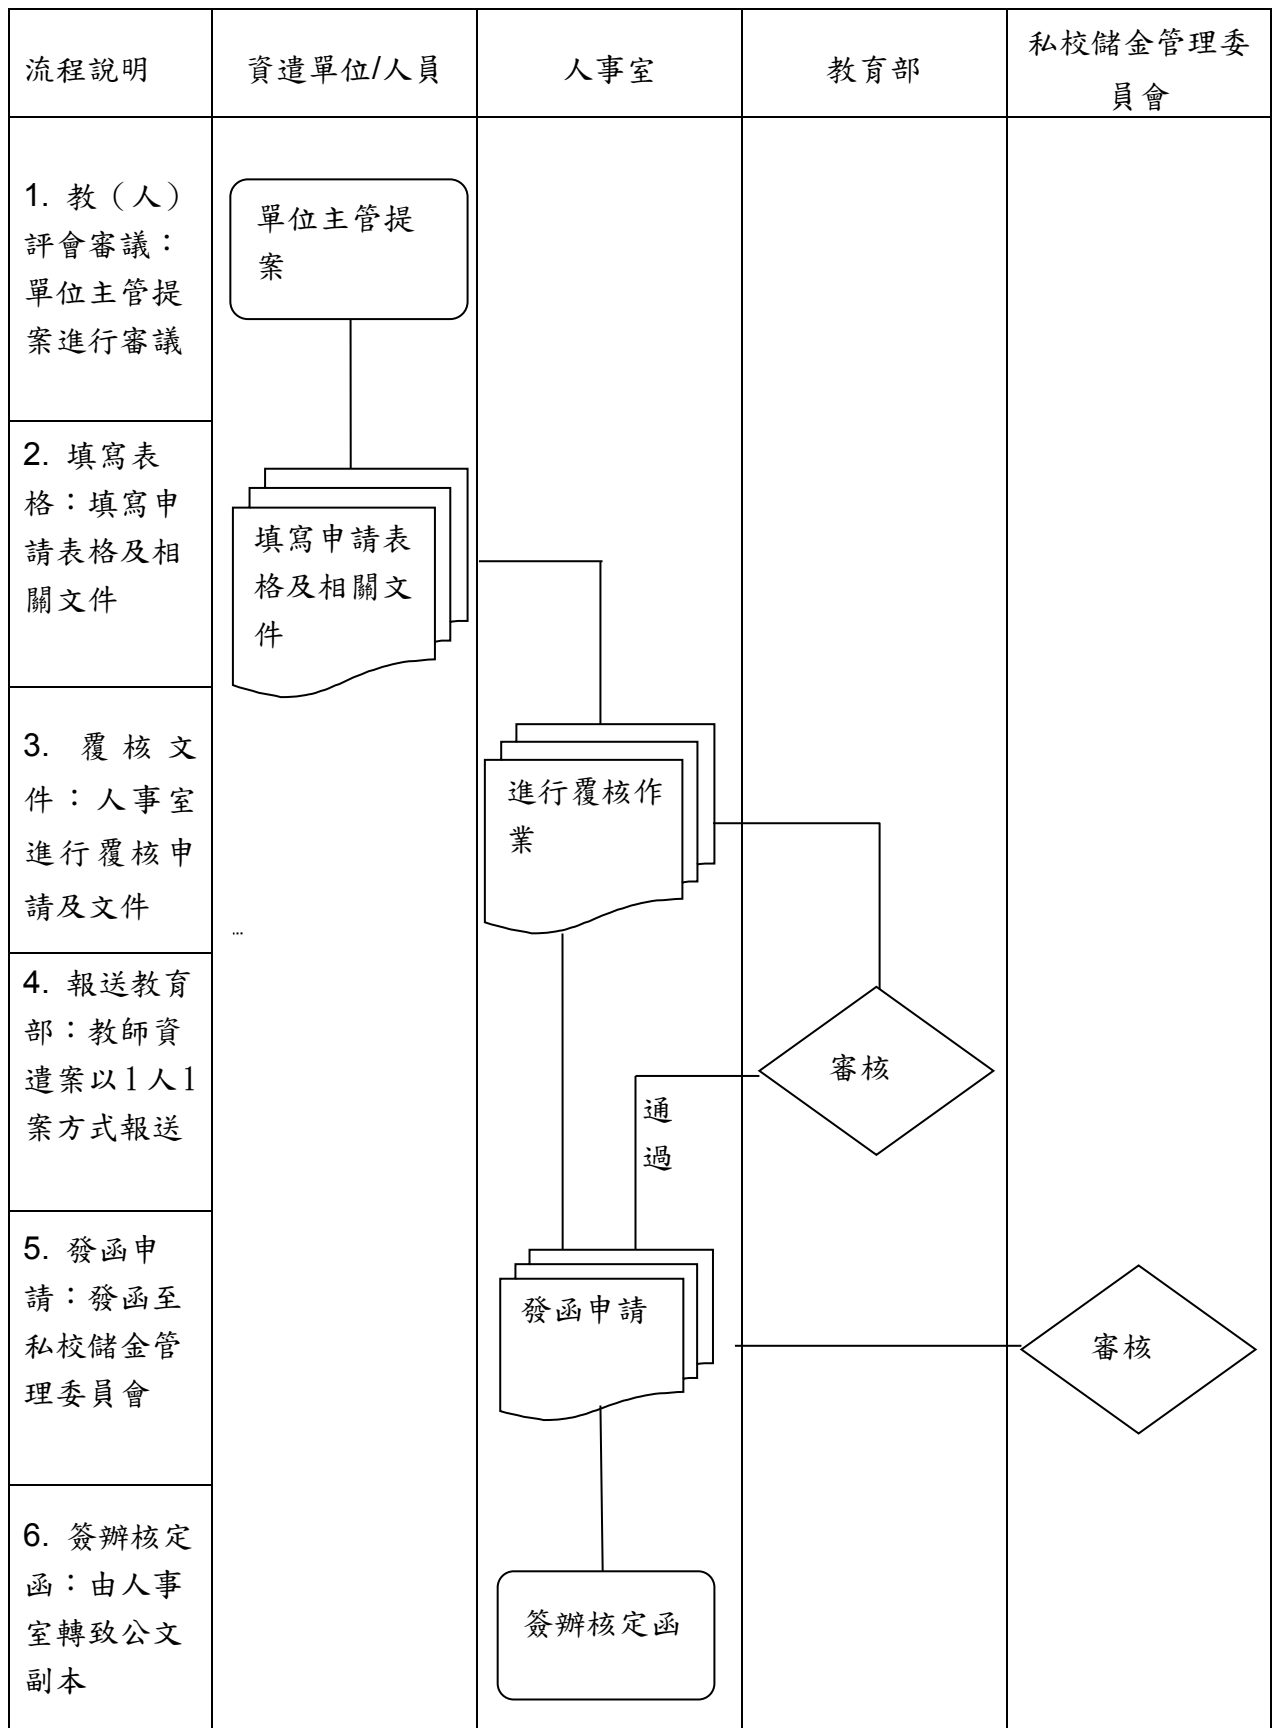 流程說明
資遣單位/人員
人事室
教育部
私校儲金管理委
員會
1. 教（人）
評會審議：
單位主管提
案進行審議
單位主管提
案
2. 填寫表
格：填寫申
請表格及相
關文件
填寫申請表
格及相關文
件
3. 覆核文
件：人事室
進行覆核申
請及文件
進行覆核作
業
...
4. 報送教育
部：教師資
遣案以1人1
案方式報送
審核
通
過
5. 發函申
請：發函至
私校儲金管
理委員會
發函申請
審核
6. 簽辦核定
函：由人事
室轉致公文
副本
簽辦核定函